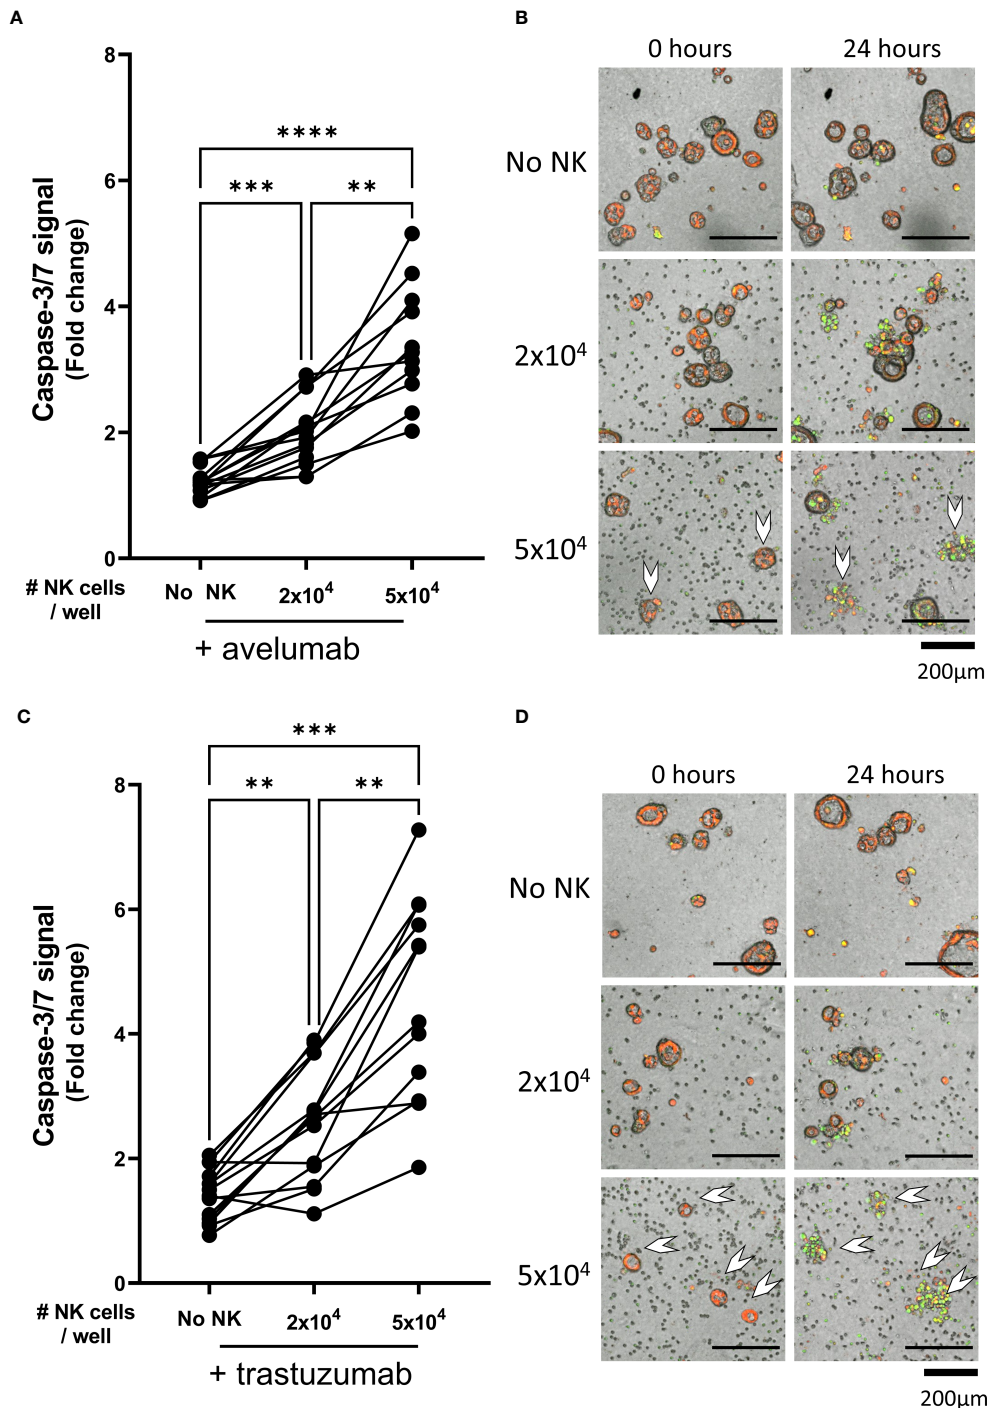 A
Caspase-3/7 signal
(Fold change)
8
6
4
2
0
****
***
**
# NK cells
/ well
No NK
2x10⁴
5x10⁴
+ avelumab
B
0 hours
24 hours
No NK
2x10⁴
5x10⁴
200µm
C
Caspase-3/7 signal
(Fold change)
8
6
4
2
0
***
**
**
# NK cells
/ well
No NK
2x10⁴
5x10⁴
+ trastuzumab
D
0 hours
24 hours
No NK
2x10⁴
5x10⁴
200µm